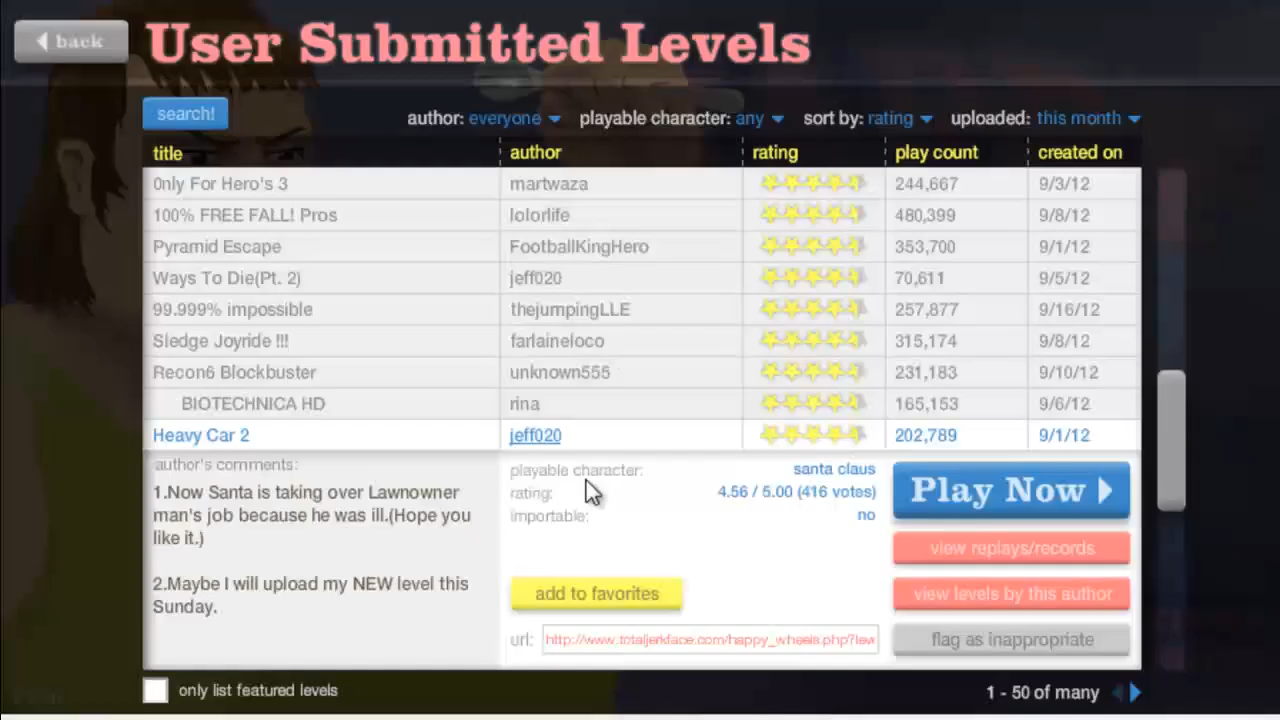 back
User Submitted Levels
search!
author: everyone playable character: any sort by: rating uploaded: this month
title author rating play count created on
0nly For Hero's 3 martwaza 244,667 9/3/12
100% FREE FALL! Pros lolorlife 480,399 9/8/12
Pyramid Escape FootballKingHero 353,700 9/1/12
Ways To Die(Pt. 2) jeff020 70,611 9/5/12
99.999% impossible thejumpingLLE 257,877 9/16/12
Sledge Joyride !!! farlaineloco 315,174 9/8/12
Recon6 Blockbuster unknown555 231,183 9/10/12
BIOTECHNICA HD rina 165,153 9/6/12
Heavy Car 2 jeff020 202,789 9/1/12
author's comments:
1.Now Santa is taking over Lawnowner
man's job because he was ill.(Hope you
like it.)
2.Maybe I will upload my NEW level this
Sunday.
playable character: santa claus
rating: 4.56 / 5.00 (416 votes)
importable: no
add to favorites
url: http://www.totaljerkface.com/happy_wheels.php?lev
Play Now
view replays/records
view levels by this author
flag as inappropriate
only list featured levels
1 - 50 of many